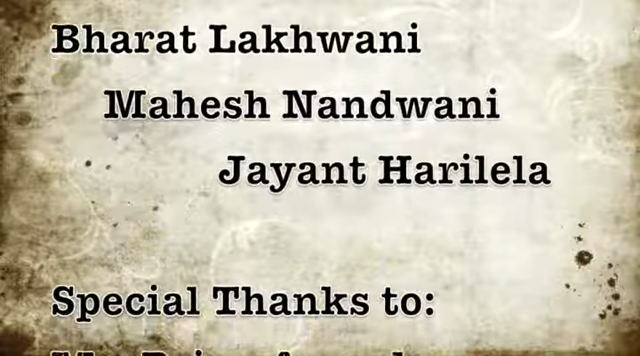 Bharat Lakhwani
Mahesh Nandwani
Jayant Harilela
Special Thanks to: